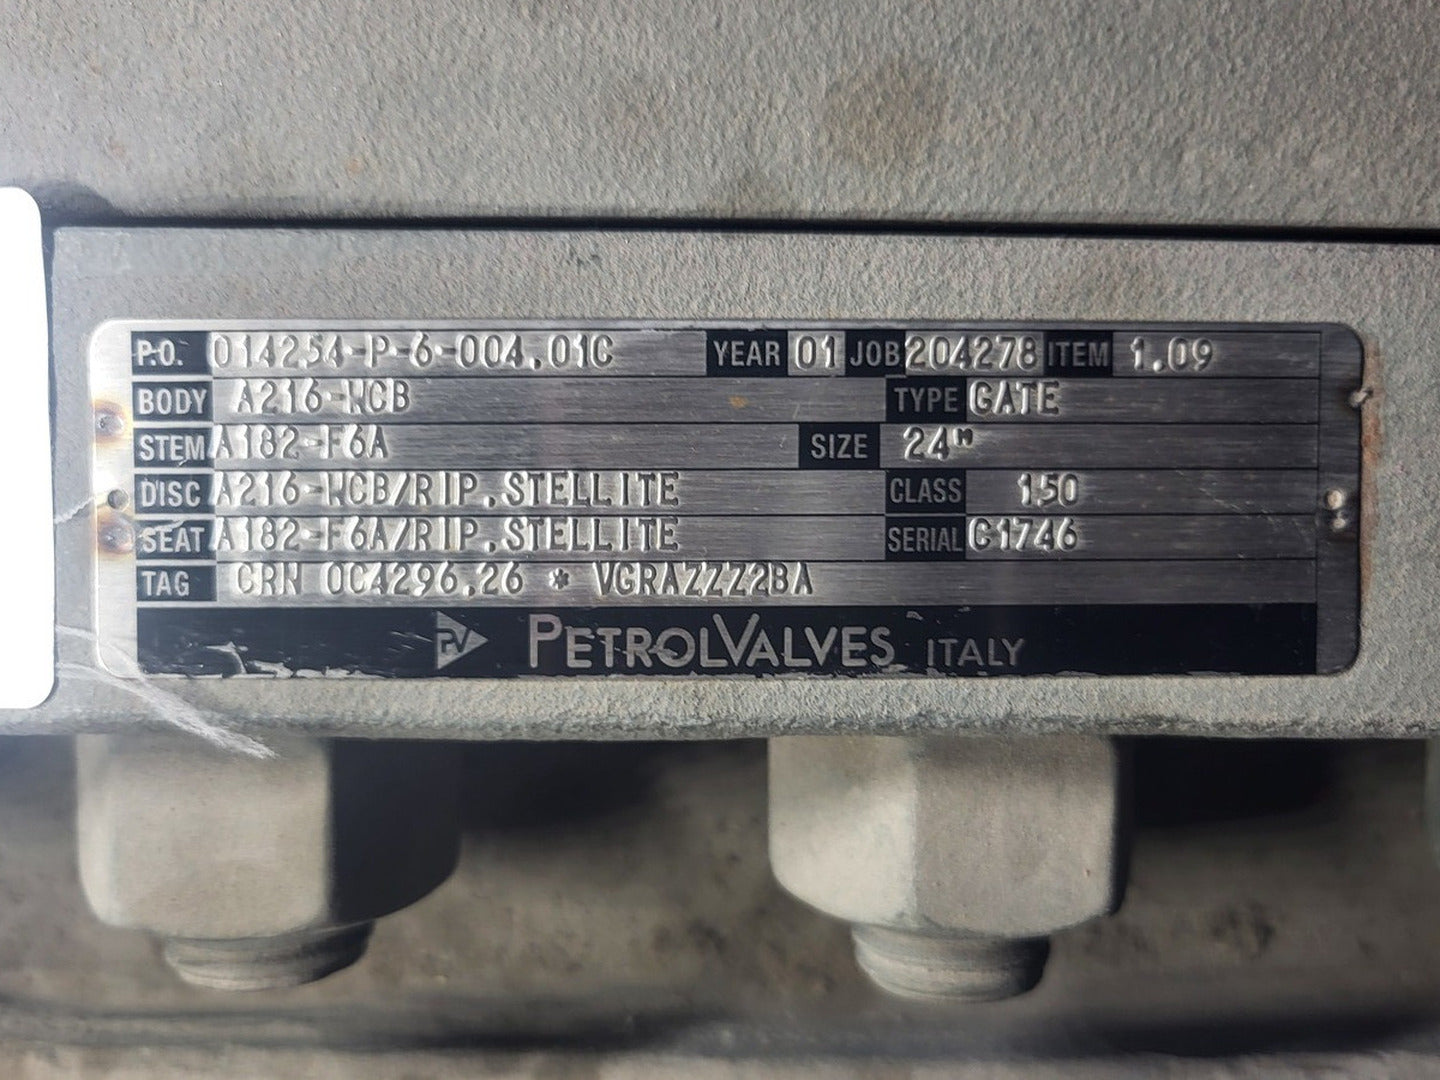 P.O. 014254-P-6-004.01C YEAR 01 JOB 204278 ITEM 1.09
BODY A216-WCB TYPE GATE
STEM A182-F6A SIZE 24"
DISC A216-WCB/RIP.STELLITE CLASS 150
SEAT A182-F6A/RIP.STELLITE SERIAL C1746
TAG CRN 0C4296.26 * VGRAZZZ2BA
PV PETROLVALVES ITALY